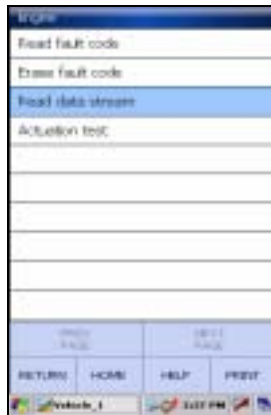 Engine
Read fault code
Erase fault code
Read data stream
Actuation test
PREV PAGE NEXT PAGE
RETURN HOME HELP PRINT
Vehicle_1